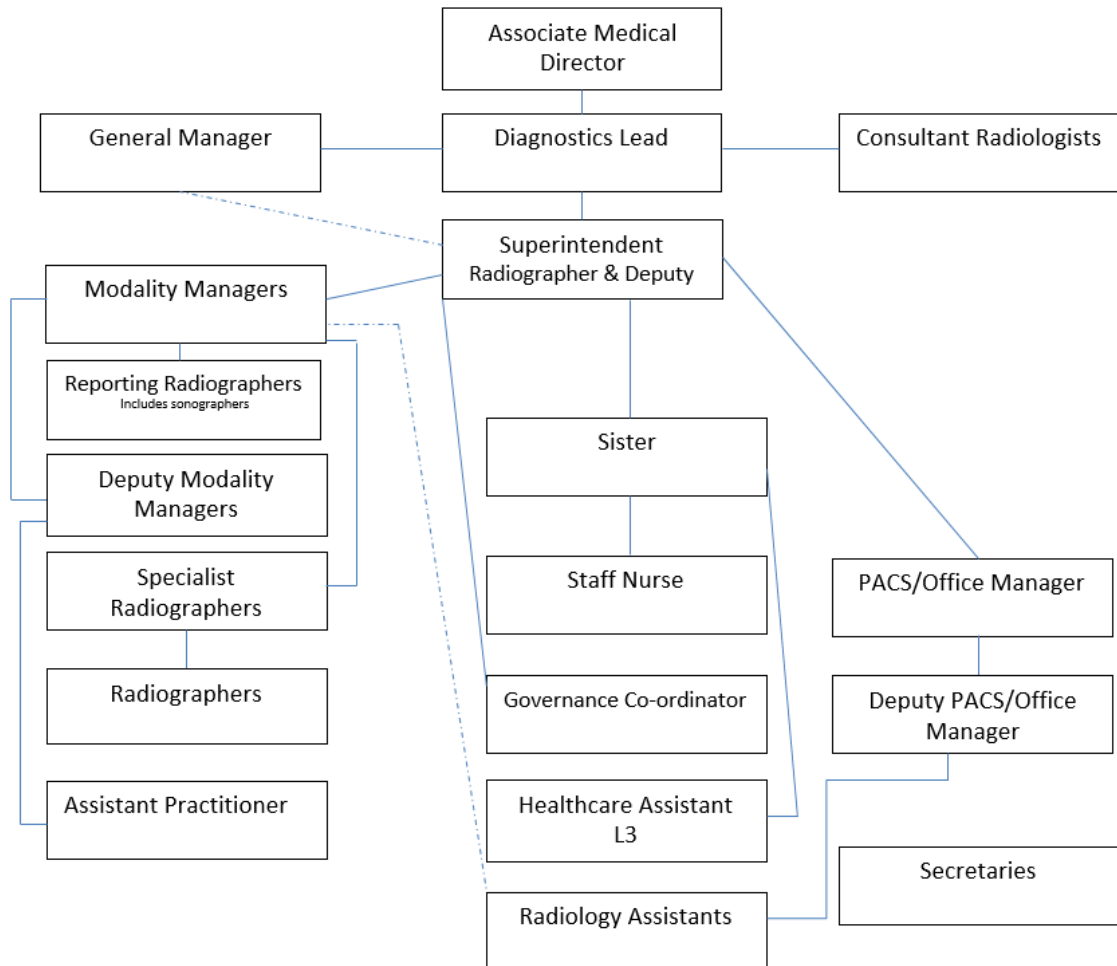 Associate Medical
Director
General Manager
Diagnostics Lead
Consultant Radiologists
Superintendent
Radiographer & Deputy
Modality Managers
Reporting Radiographers
Includes sonographers
Sister
Deputy Modality
Managers
Staff Nurse
PACS/Office Manager
Specialist
Radiographers
Radiographers
Governance Co-ordinator
Deputy PACS/Office
Manager
Assistant Practitioner
Healthcare Assistant
L3
Secretaries
Radiology Assistants